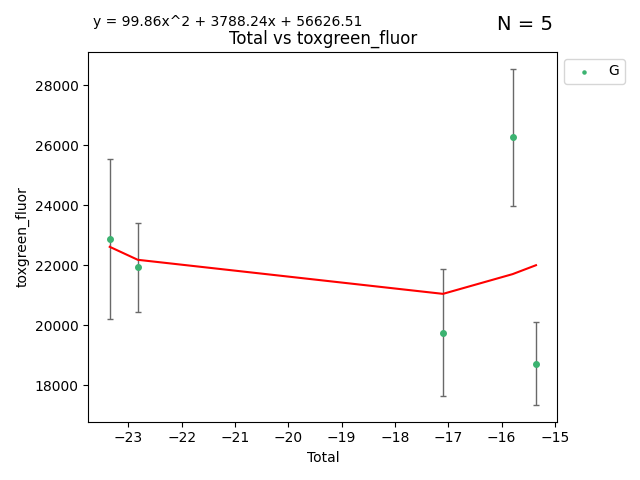 y = 99.86x^2 + 3788.24x + 56626.51
N = 5
Total vs toxgreen_fluor
G
28000
26000
24000
22000
20000
18000
toxgreen_fluor
−23 −22 −21 −20 −19 −18 −17 −16 −15
Total